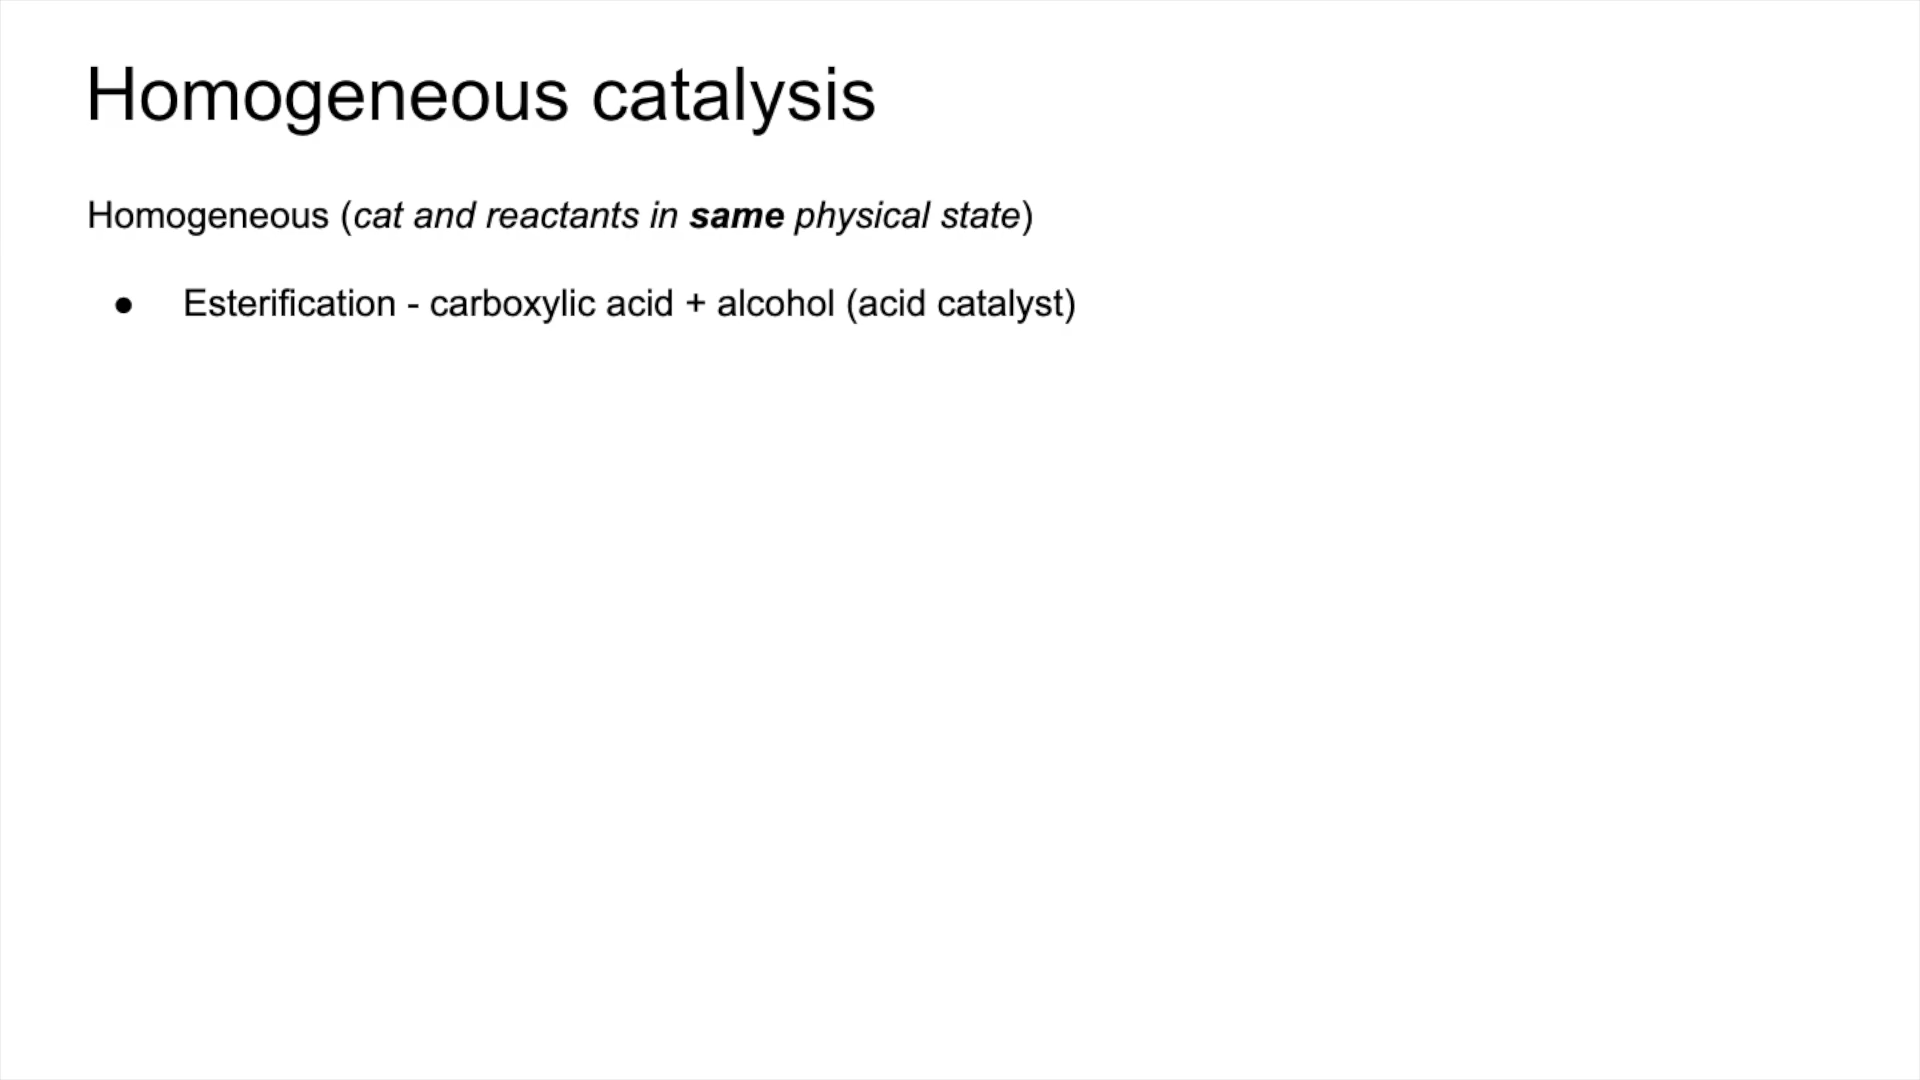 Homogeneous catalysis
Homogeneous (cat and reactants in same physical state)
● Esterification - carboxylic acid + alcohol (acid catalyst)